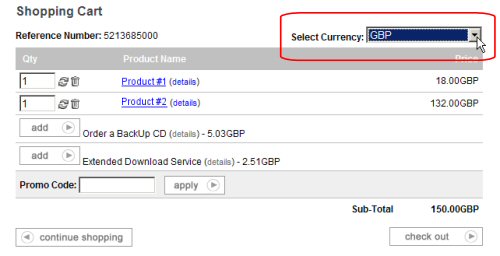 Shopping Cart
Reference Number: 5213685000 Select Currency: GBP
Qty Product Name Price
1 Product #1 (details) 18.00GBP
1 Product #2 (details) 132.00GBP
add Order a BackUp CD (details) - 5.03GBP
add Extended Download Service (details) - 2.51GBP
Promo Code: apply
Sub-Total 150.00GBP
continue shopping check out